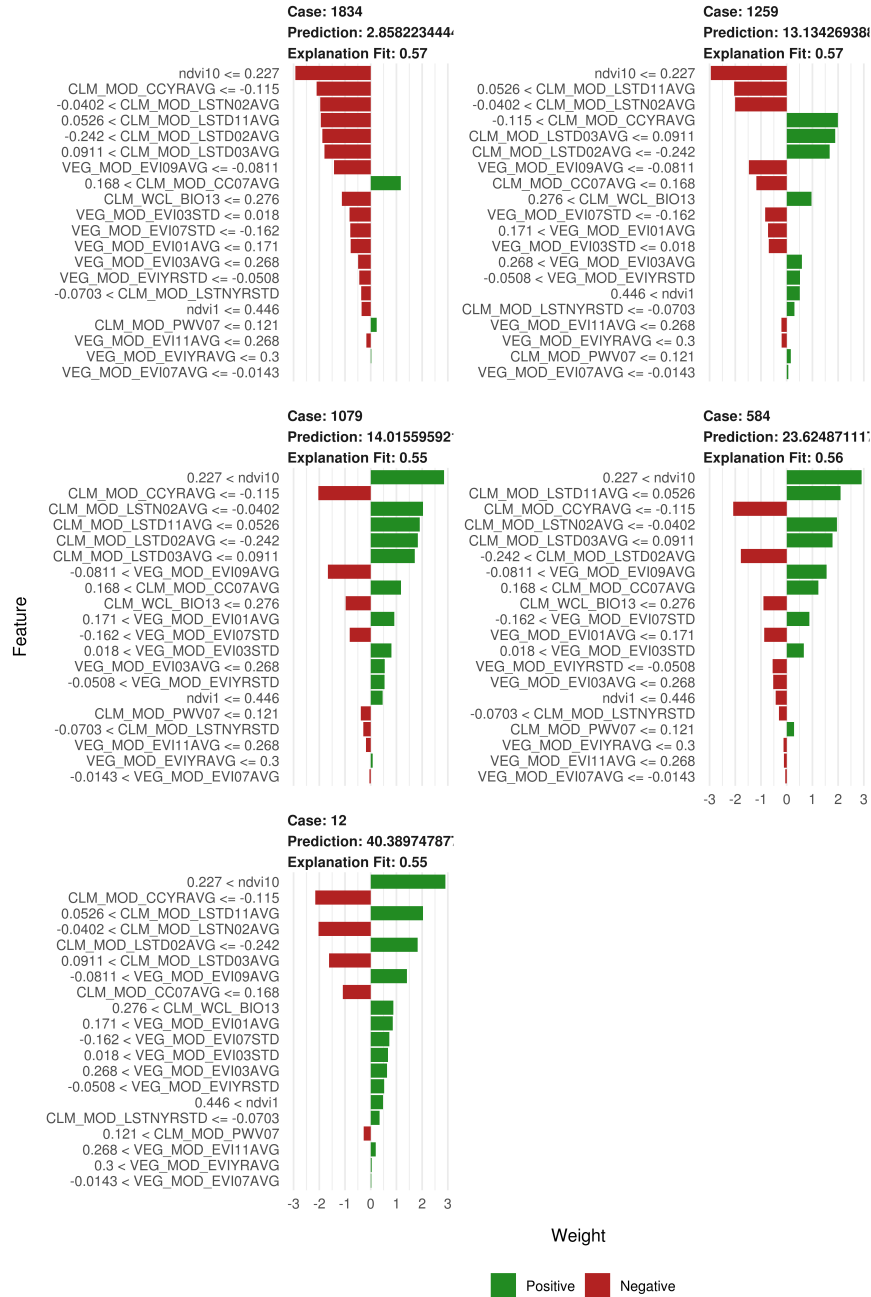 Case: 1834
Prediction: 2.858223444
Explanation Fit: 0.57
ndvi10 <= 0.227
CLM_MOD_CCYRAVG <= -0.115
-0.0402 < CLM_MOD_LSTN02AVG
0.0526 < CLM_MOD_LSTD11AVG
-0.242 < CLM_MOD_LSTD02AVG
0.0911 < CLM_MOD_LSTD03AVG
VEG_MOD_EVI09AVG <= -0.0811
0.168 < CLM_MOD_CC07AVG
CLM_WCL_BIO13 <= 0.276
VEG_MOD_EVI03STD <= 0.018
VEG_MOD_EVI07STD <= -0.162
VEG_MOD_EVI01AVG <= 0.171
VEG_MOD_EVI03AVG <= 0.268
VEG_MOD_EVIYRSTD <= -0.0508
-0.0703 < CLM_MOD_LSTNYRSTD
ndvi1 <= 0.446
CLM_MOD_PWV07 <= 0.121
VEG_MOD_EVI11AVG <= 0.268
VEG_MOD_EVIYRAVG <= 0.3
VEG_MOD_EVI07AVG <= -0.0143
Case: 1259
Prediction: 13.13426938
Explanation Fit: 0.57
ndvi10 <= 0.227
0.0526 < CLM_MOD_LSTD11AVG
-0.0402 < CLM_MOD_LSTN02AVG
-0.115 < CLM_MOD_CCYRAVG
CLM_MOD_LSTD03AVG <= 0.0911
CLM_MOD_LSTD02AVG <= -0.242
VEG_MOD_EVI09AVG <= -0.0811
CLM_MOD_CC07AVG <= 0.168
0.276 < CLM_WCL_BIO13
VEG_MOD_EVI07STD <= -0.162
0.171 < VEG_MOD_EVI01AVG
VEG_MOD_EVI03STD <= 0.018
0.268 < VEG_MOD_EVI03AVG
-0.0508 < VEG_MOD_EVIYRSTD
0.446 < ndvi1
CLM_MOD_LSTNYRSTD <= -0.0703
VEG_MOD_EVI11AVG <= 0.268
VEG_MOD_EVIYRAVG <= 0.3
CLM_MOD_PWV07 <= 0.121
VEG_MOD_EVI07AVG <= -0.0143
Case: 1079
Prediction: 14.01559592
Explanation Fit: 0.55
0.227 < ndvi10
CLM_MOD_CCYRAVG <= -0.115
CLM_MOD_LSTN02AVG <= -0.0402
CLM_MOD_LSTD11AVG <= 0.0526
CLM_MOD_LSTD02AVG <= -0.242
CLM_MOD_LSTD03AVG <= 0.0911
-0.0811 < VEG_MOD_EVI09AVG
0.168 < CLM_MOD_CC07AVG
CLM_WCL_BIO13 <= 0.276
0.171 < VEG_MOD_EVI01AVG
-0.162 < VEG_MOD_EVI07STD
0.018 < VEG_MOD_EVI03STD
VEG_MOD_EVI03AVG <= 0.268
-0.0508 < VEG_MOD_EVIYRSTD
ndvi1 <= 0.446
CLM_MOD_PWV07 <= 0.121
-0.0703 < CLM_MOD_LSTNYRSTD
VEG_MOD_EVI11AVG <= 0.268
VEG_MOD_EVIYRAVG <= 0.3
-0.0143 < VEG_MOD_EVI07AVG
Case: 584
Prediction: 23.624871117
Explanation Fit: 0.56
0.227 < ndvi10
CLM_MOD_LSTD11AVG <= 0.0526
CLM_MOD_CCYRAVG <= -0.115
CLM_MOD_LSTN02AVG <= -0.0402
CLM_MOD_LSTD03AVG <= 0.0911
-0.242 < CLM_MOD_LSTD02AVG
-0.0811 < VEG_MOD_EVI09AVG
0.168 < CLM_MOD_CC07AVG
CLM_WCL_BIO13 <= 0.276
-0.162 < VEG_MOD_EVI07STD
VEG_MOD_EVI01AVG <= 0.171
0.018 < VEG_MOD_EVI03STD
VEG_MOD_EVIYRSTD <= -0.0508
VEG_MOD_EVI03AVG <= 0.268
ndvi1 <= 0.446
-0.0703 < CLM_MOD_LSTNYRSTD
CLM_MOD_PWV07 <= 0.121
VEG_MOD_EVIYRAVG <= 0.3
VEG_MOD_EVI11AVG <= 0.268
VEG_MOD_EVI07AVG <= -0.0143
-3 -2 -1 0 1 2 3
Case: 12
Prediction: 40.389747877
Explanation Fit: 0.55
0.227 < ndvi10
CLM_MOD_CCYRAVG <= -0.115
0.0526 < CLM_MOD_LSTD11AVG
-0.0402 < CLM_MOD_LSTN02AVG
CLM_MOD_LSTD02AVG <= -0.242
0.0911 < CLM_MOD_LSTD03AVG
-0.0811 < VEG_MOD_EVI09AVG
CLM_MOD_CC07AVG <= 0.168
0.276 < CLM_WCL_BIO13
0.171 < VEG_MOD_EVI01AVG
-0.162 < VEG_MOD_EVI07STD
0.018 < VEG_MOD_EVI03STD
0.268 < VEG_MOD_EVI03AVG
-0.0508 < VEG_MOD_EVIYRSTD
0.446 < ndvi1
CLM_MOD_LSTNYRSTD <= -0.0703
0.121 < CLM_MOD_PWV07
0.268 < VEG_MOD_EVI11AVG
0.3 < VEG_MOD_EVIYRAVG
-0.0143 < VEG_MOD_EVI07AVG
-3 -2 -1 0 1 2 3
Feature
Weight
Positive
Negative